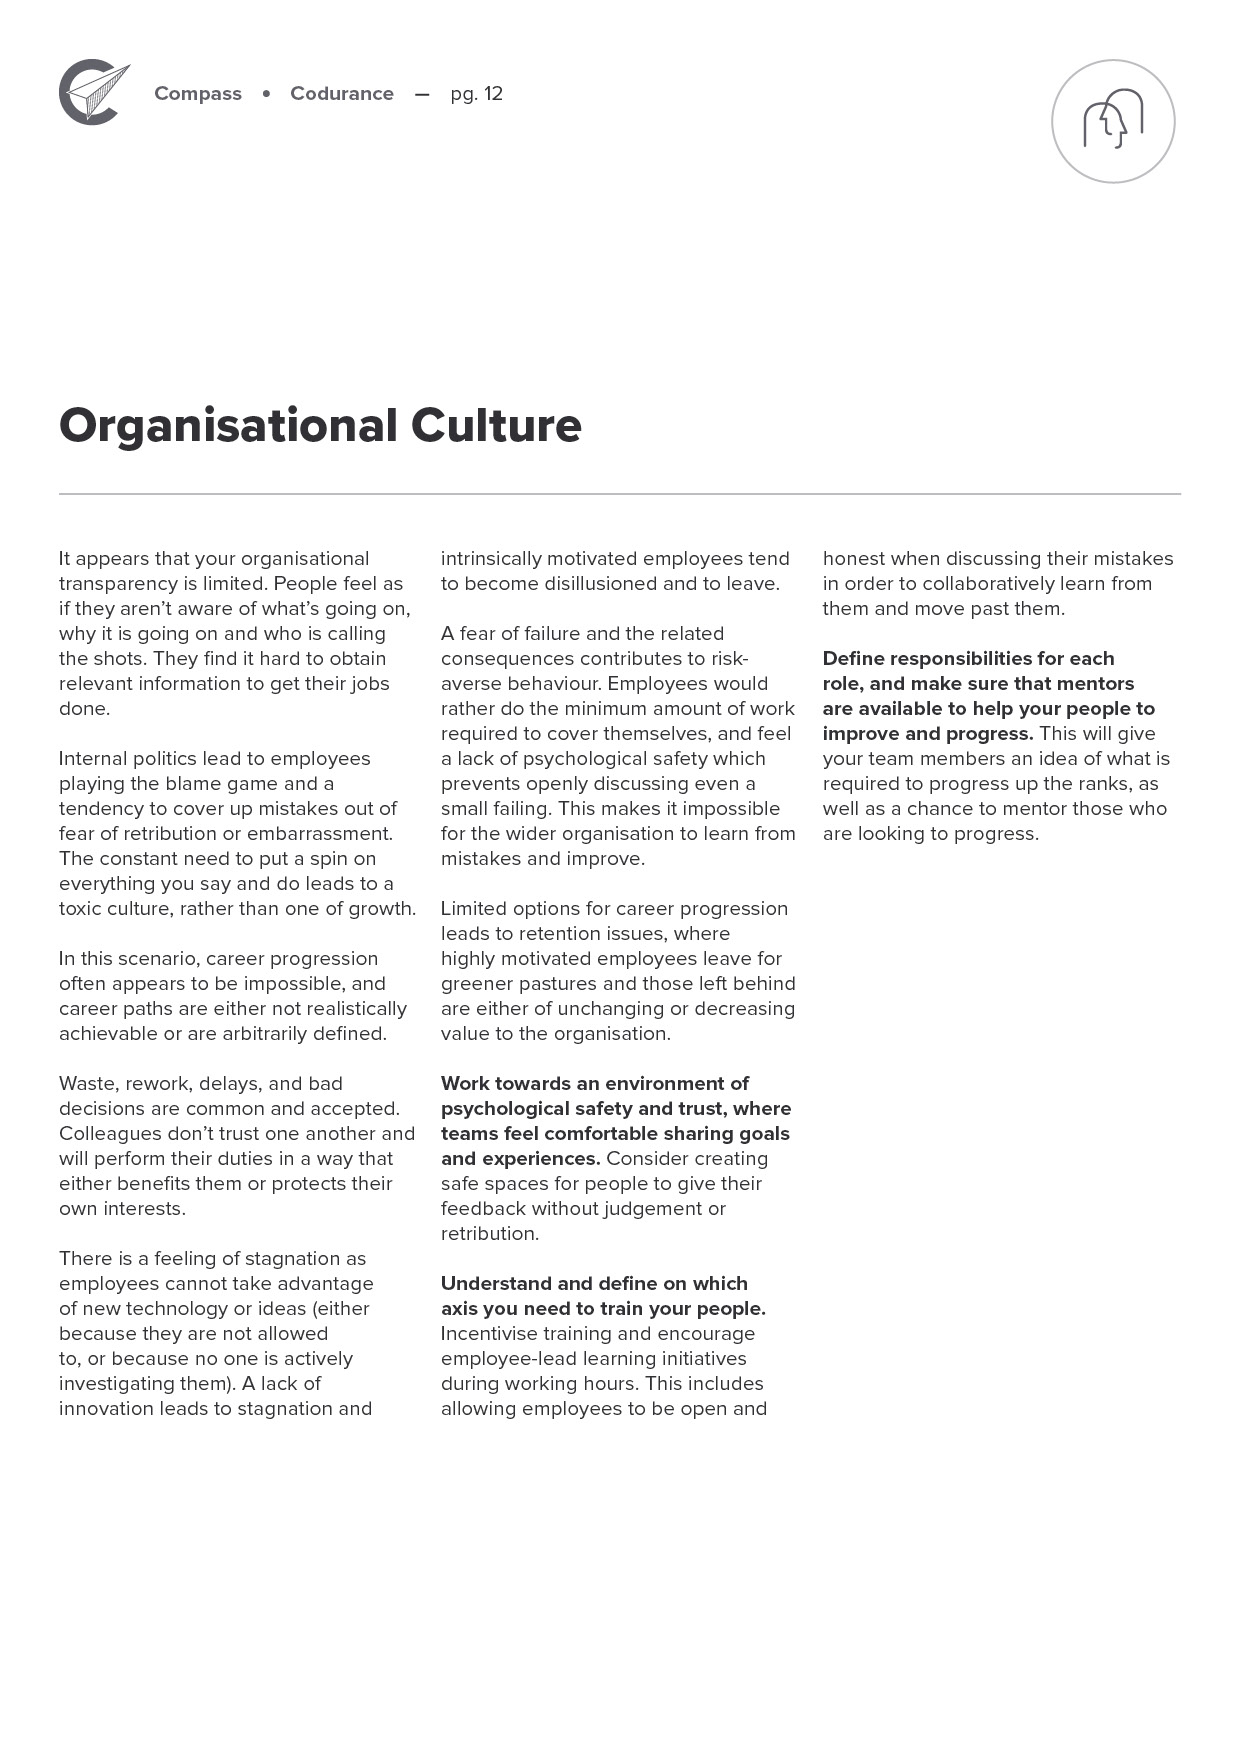 Compass • Codurance — pg. 12
Organisational Culture
It appears that your organisational
transparency is limited. People feel as
if they aren’t aware of what’s going on,
why it is going on and who is calling
the shots. They find it hard to obtain
relevant information to get their jobs
done.
Internal politics lead to employees
playing the blame game and a
tendency to cover up mistakes out of
fear of retribution or embarrassment.
The constant need to put a spin on
everything you say and do leads to a
toxic culture, rather than one of growth.
In this scenario, career progression
often appears to be impossible, and
career paths are either not realistically
achievable or are arbitrarily defined.
Waste, rework, delays, and bad
decisions are common and accepted.
Colleagues don’t trust one another and
will perform their duties in a way that
either benefits them or protects their
own interests.
There is a feeling of stagnation as
employees cannot take advantage
of new technology or ideas (either
because they are not allowed
to, or because no one is actively
investigating them). A lack of
innovation leads to stagnation and
intrinsically motivated employees tend
to become disillusioned and to leave.
A fear of failure and the related
consequences contributes to risk-
averse behaviour. Employees would
rather do the minimum amount of work
required to cover themselves, and feel
a lack of psychological safety which
prevents openly discussing even a
small failing. This makes it impossible
for the wider organisation to learn from
mistakes and improve.
Limited options for career progression
leads to retention issues, where
highly motivated employees leave for
greener pastures and those left behind
are either of unchanging or decreasing
value to the organisation.
Work towards an environment of
psychological safety and trust, where
teams feel comfortable sharing goals
and experiences. Consider creating
safe spaces for people to give their
feedback without judgement or
retribution.
Understand and define on which
axis you need to train your people.
Incentivise training and encourage
employee-lead learning initiatives
during working hours. This includes
allowing employees to be open and
honest when discussing their mistakes
in order to collaboratively learn from
them and move past them.
Define responsibilities for each
role, and make sure that mentors
are available to help your people to
improve and progress. This will give
your team members an idea of what is
required to progress up the ranks, as
well as a chance to mentor those who
are looking to progress.